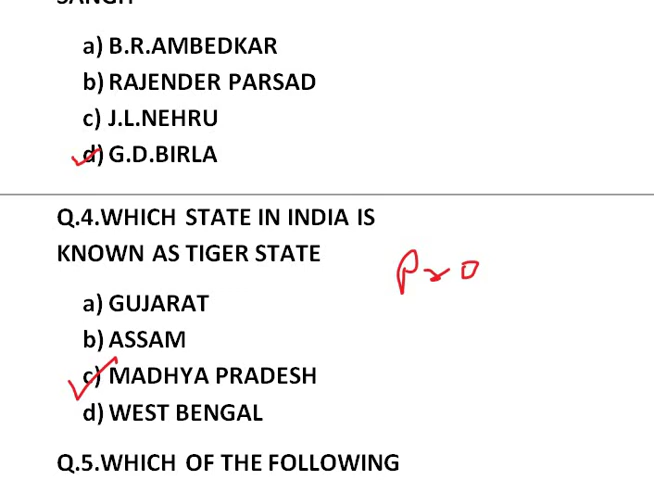 a) B.R.AMBEDKAR
b) RAJENDER PARSAD
c) J.L.NEHRU
d) G.D.BIRLA
Q.4.WHICH STATE IN INDIA IS
KNOWN AS TIGER STATE
a) GUJARAT
b) ASSAM
c) MADHYA PRADESH
d) WEST BENGAL
Q.5.WHICH OF THE FOLLOWING